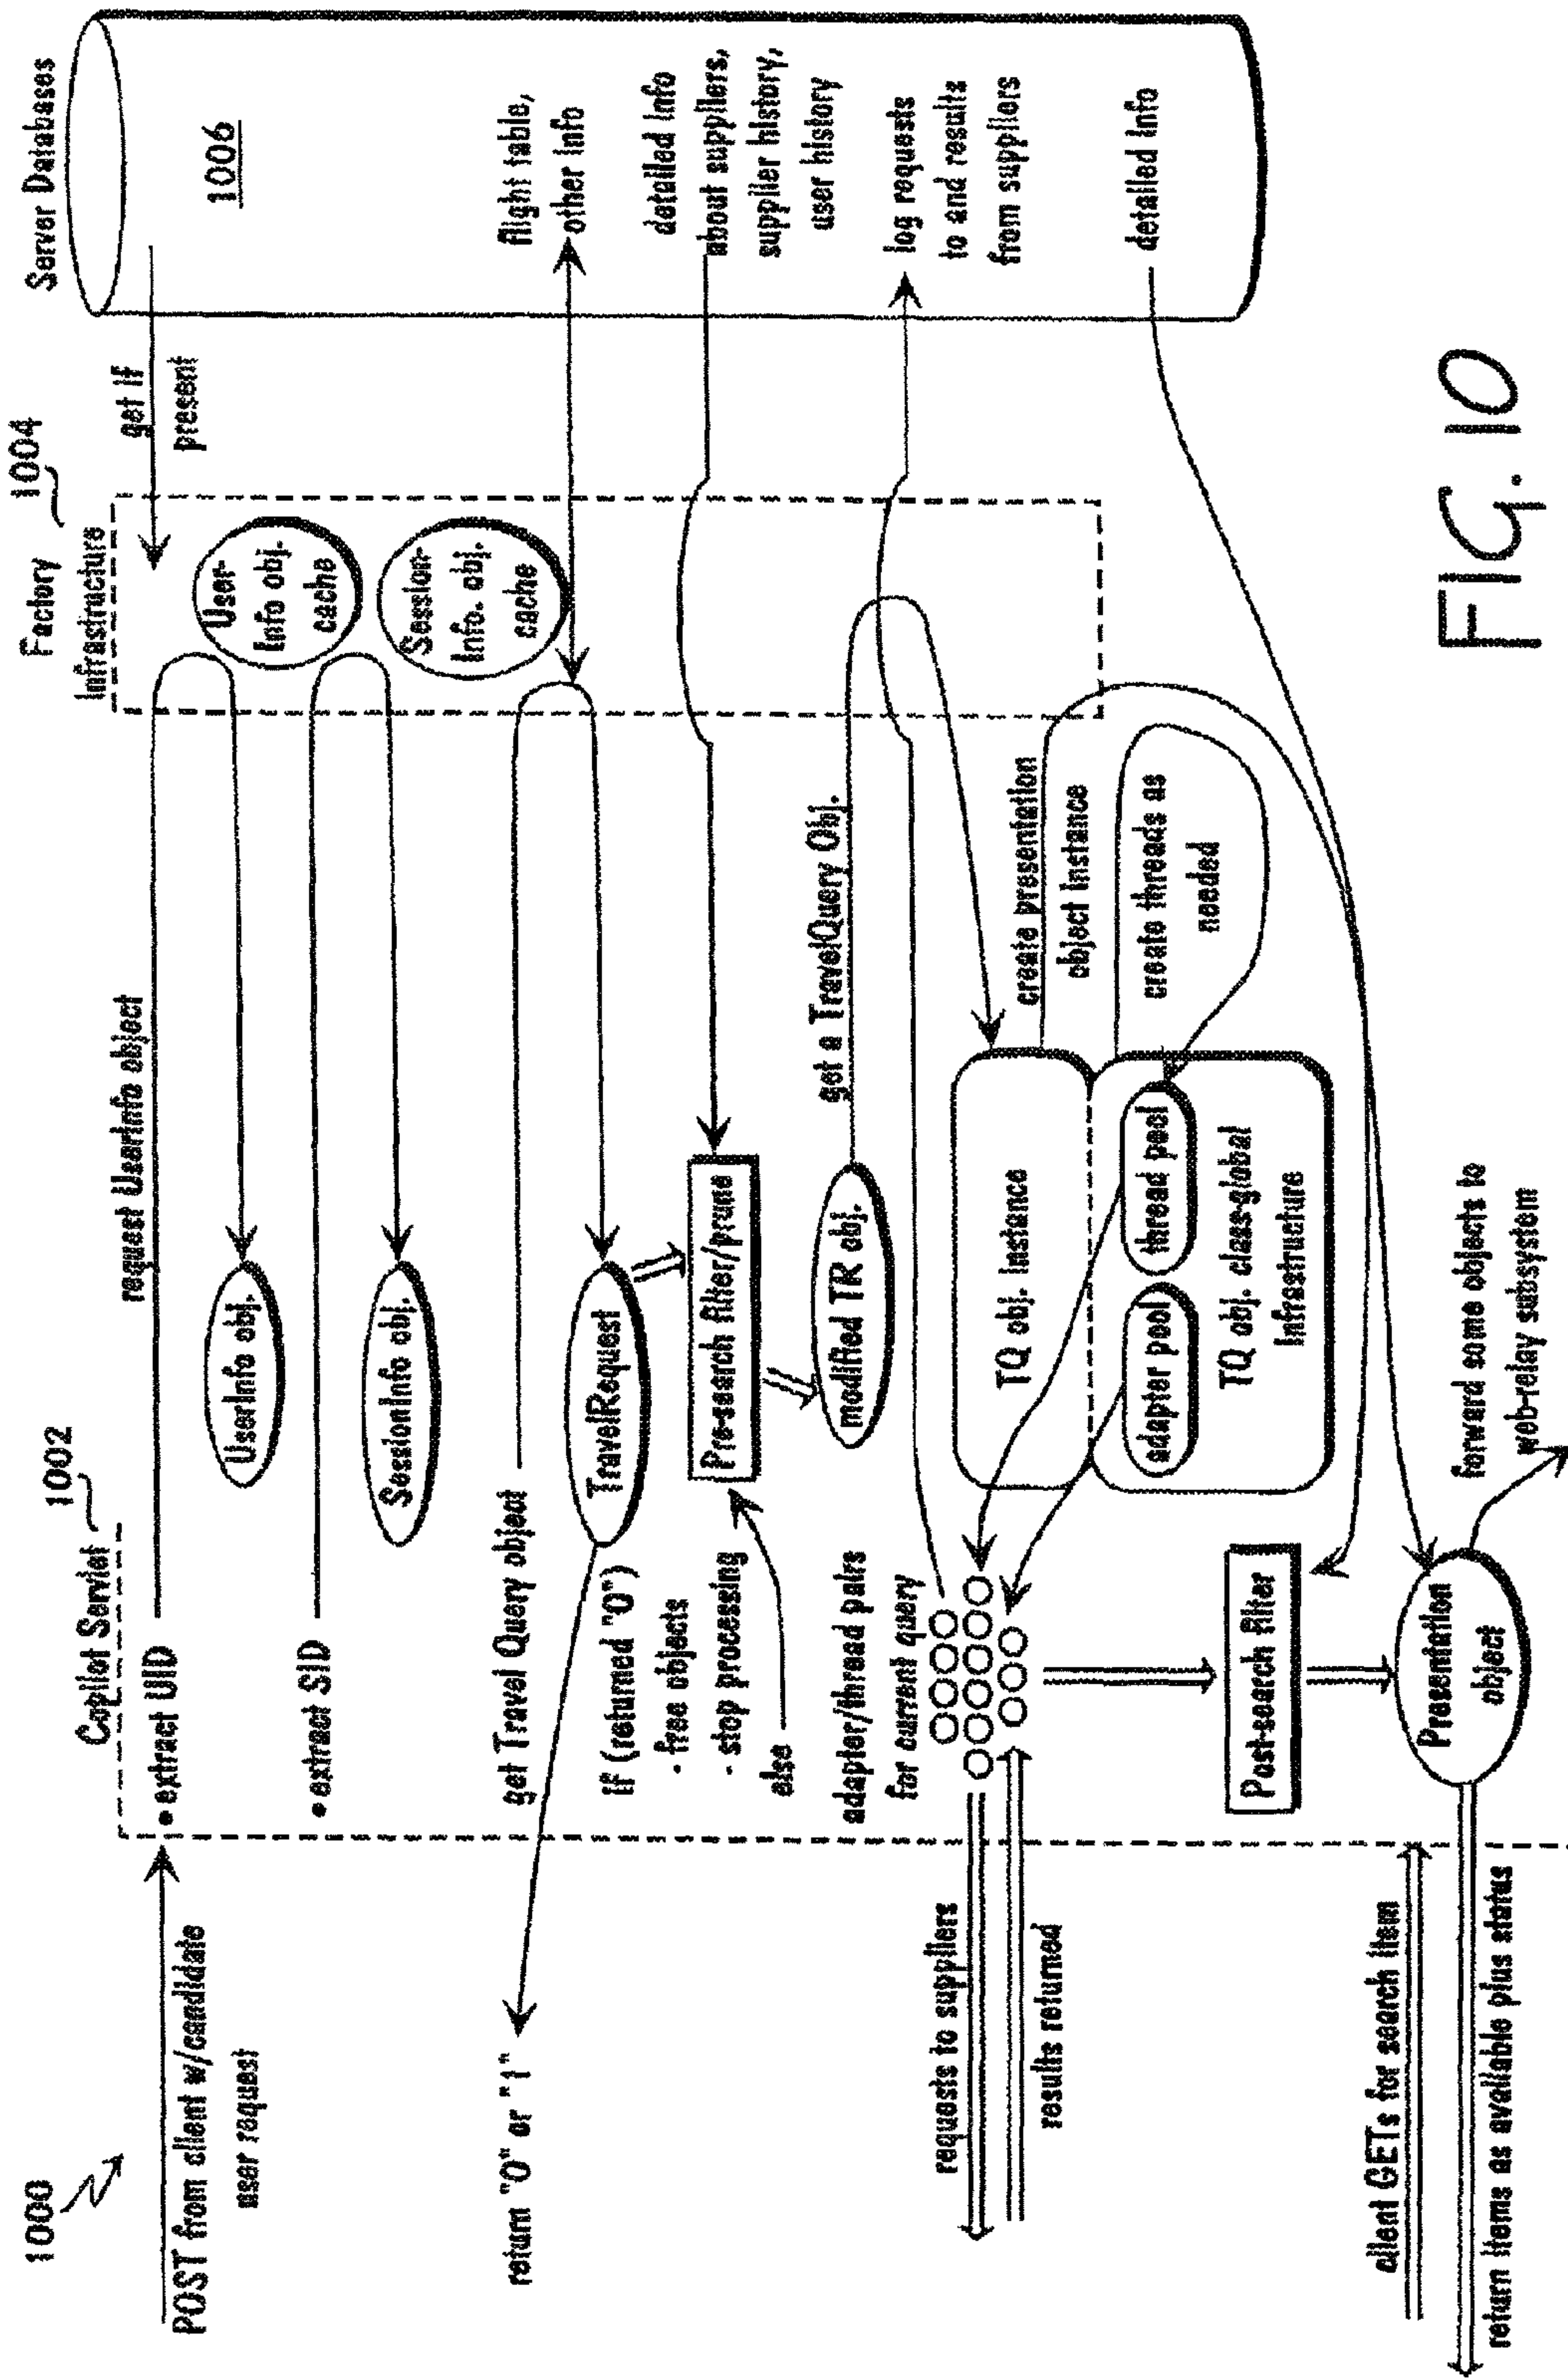 1000
POST from client w/candidate
user request
return "0" or "1"
requests to suppliers
results returned
client GETs for search item
return items as available plus status
Copilot Servlet
1002
• extract UID
request UserInfo object
UserInfo obj.
• extract SID
SessionInfo obj.
get Travel Query object
TravelRequest
If (returned "0")
- free objects
- stop processing
else
Pre-search filter/prune
modified TR obj.
get a TravelQuery Obj.
adapter/thread pairs
for current query
TQ obj. Instance
adapter pool
thread pool
TQ obj. class-global
Infrastructure
create presentation
object Instance
create threads as
needed
Post-search filter
Presentation
object
forward some objects to
web-relay subsystem
Factory
Infrastructure
1004
User-
Info obj.
cache
Session-
Info. obj.
cache
get if
present
Server Databases
1006
flight table,
other info
detailed info
about suppliers,
supplier history,
user history
log requests
to and results
from suppliers
detailed info
FIG. 10